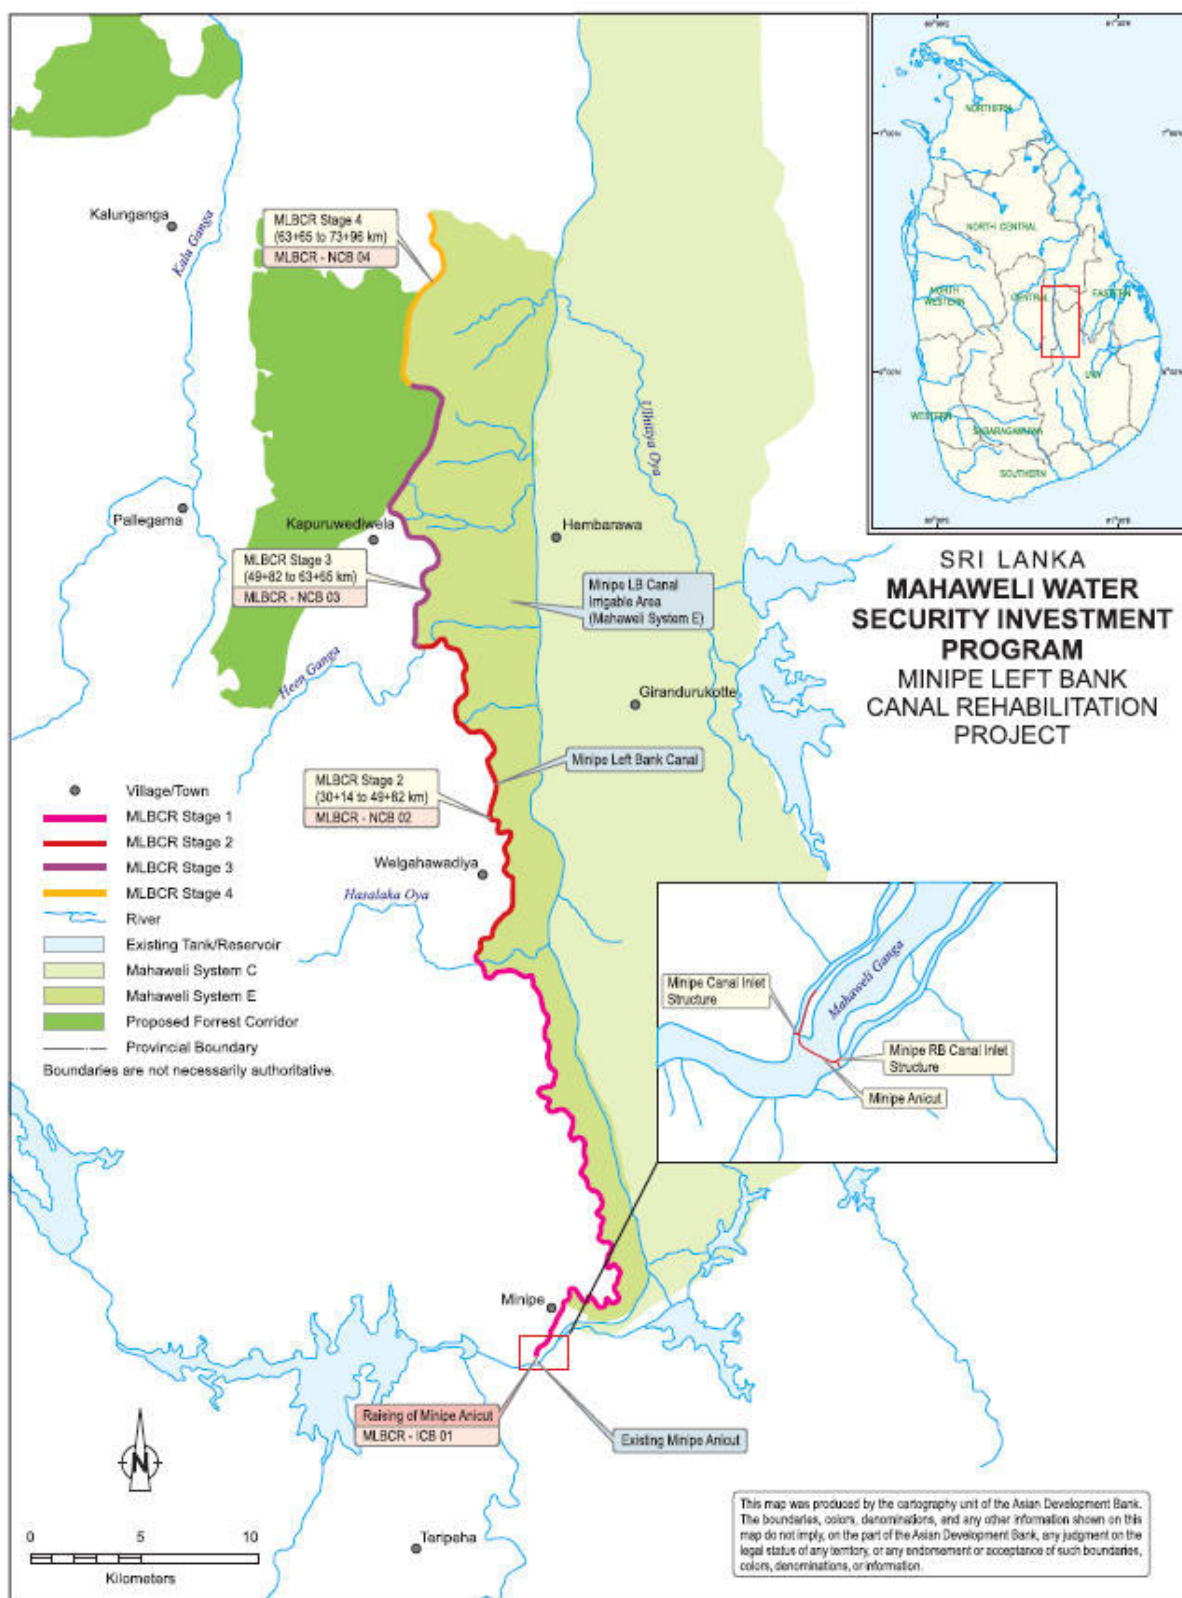 Kalunganga
Kalu Ganga
MLBCR Stage 4
(63+65 to 73+96 km)
MLBCR - NCB 04
NORTHERN
NORTH CENTRAL
NORTH
WESTERN
CENTRAL
EASTERN
UVA
WESTERN
SABARAGAMUWA
SOUTHERN
Ulhitiya Oya
Pallegama
Kapuruwediwela
Hembarawa
MLBCR Stage 3
(49+82 to 63+65 km)
MLBCR - NCB 03
Minipe LB Canal
Irrigable Area
(Mahaweli System E)
Heen Ganga
Girandurukotte
SRI LANKA
MAHAWELI WATER
SECURITY INVESTMENT
PROGRAM
MINIPE LEFT BANK
CANAL REHABILITATION
PROJECT
Minipe Left Bank Canal
MLBCR Stage 2
(30+14 to 49+82 km)
MLBCR - NCB 02
Welgahawadiya
Hasalaka Oya
Village/Town
MLBCR Stage 1
MLBCR Stage 2
MLBCR Stage 3
MLBCR Stage 4
River
Existing Tank/Reservoir
Mahaweli System C
Mahaweli System E
Proposed Forrest Corridor
Provincial Boundary
Boundaries are not necessarily authoritative.
Mahaweli Ganga
Minipe Canal Inlet
Structure
Minipe RB Canal Inlet
Structure
Minipe Anicut
Minipe
Raising of Minipe Anicut
MLBCR - ICB 01
Existing Minipe Anicut
N
0 5 10
Kilometers
Teripeha
This map was produced by the cartography unit of the Asian Development Bank.
The boundaries, colors, denominations, and any other information shown on this
map do not imply, on the part of the Asian Development Bank, any judgment on the
legal status of any territory, or any endorsement or acceptance of such boundaries,
colors, denominations, or information.